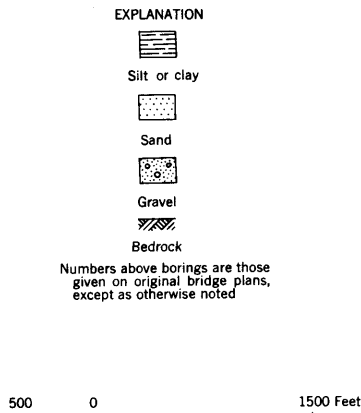 EXPLANATION
Silt or clay
Sand
Gravel
Bedrock
Numbers above borings are those
given on original bridge plans,
except as otherwise noted
500 0 1500 Feet